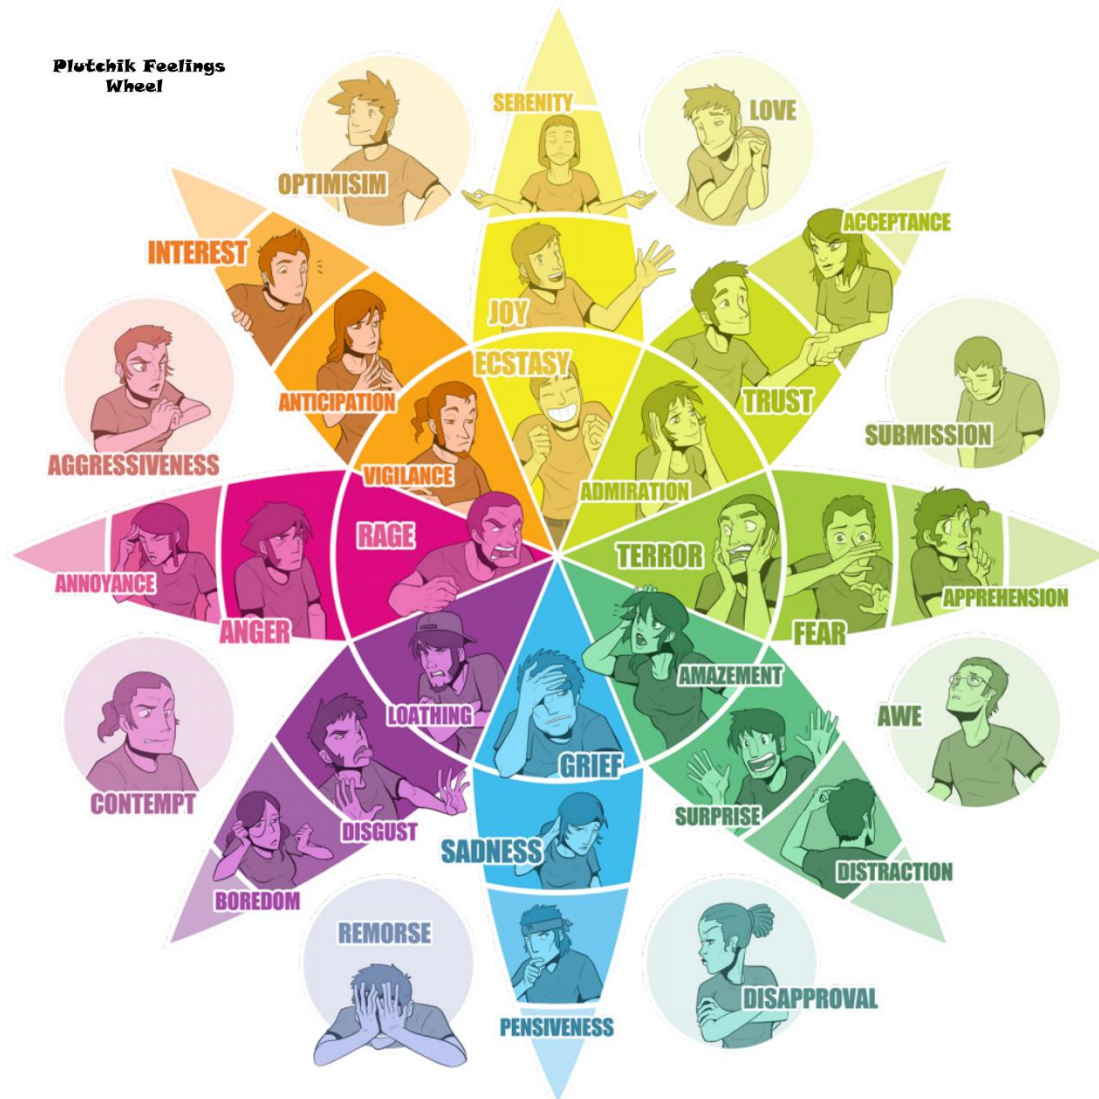 Plutchik Feelings
Wheel
SERENITY
LOVE
OPTIMISIM
ACCEPTANCE
INTEREST
JOY
ECSTASY
ANTICIPATION
TRUST
SUBMISSION
AGGRESSIVENESS
VIGILANCE
ADMIRATION
RAGE
TERROR
ANNOYANCE
APPREHENSION
ANGER
FEAR
AMAZEMENT
LOATHING
AWE
GRIEF
CONTEMPT
SURPRISE
DISGUST
SADNESS
DISTRACTION
BOREDOM
REMORSE
DISAPPROVAL
PENSIVENESS